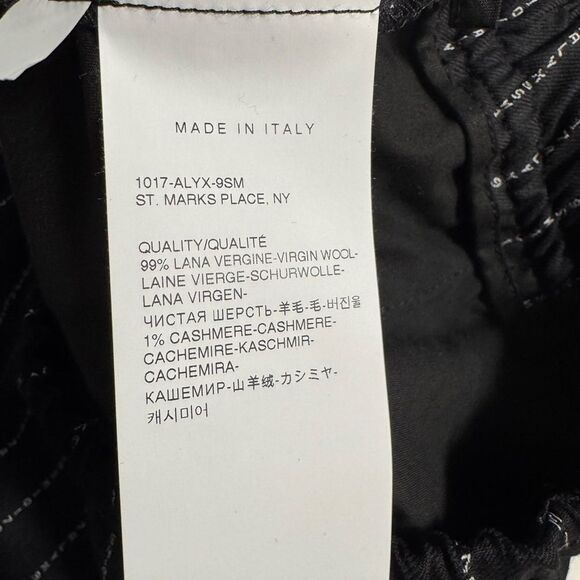 MADE IN ITALY
1017-ALYX-9SM
ST. MARKS PLACE, NY
QUALITY/QUALITÉ
99% LANA VERGINE-VIRGIN WOOL-
LAINE VIERGE-SCHURWOLLE-
LANA VIRGEN-
ЧИСТАЯ ШЕРСТЬ-羊毛-毛-버진울
1% CASHMERE-CASHMERE-
CACHEMIRE-KASCHMIR-
CACHEMIRA-
КАШЕМИР-山羊绒-カシミヤ-
캐시미어